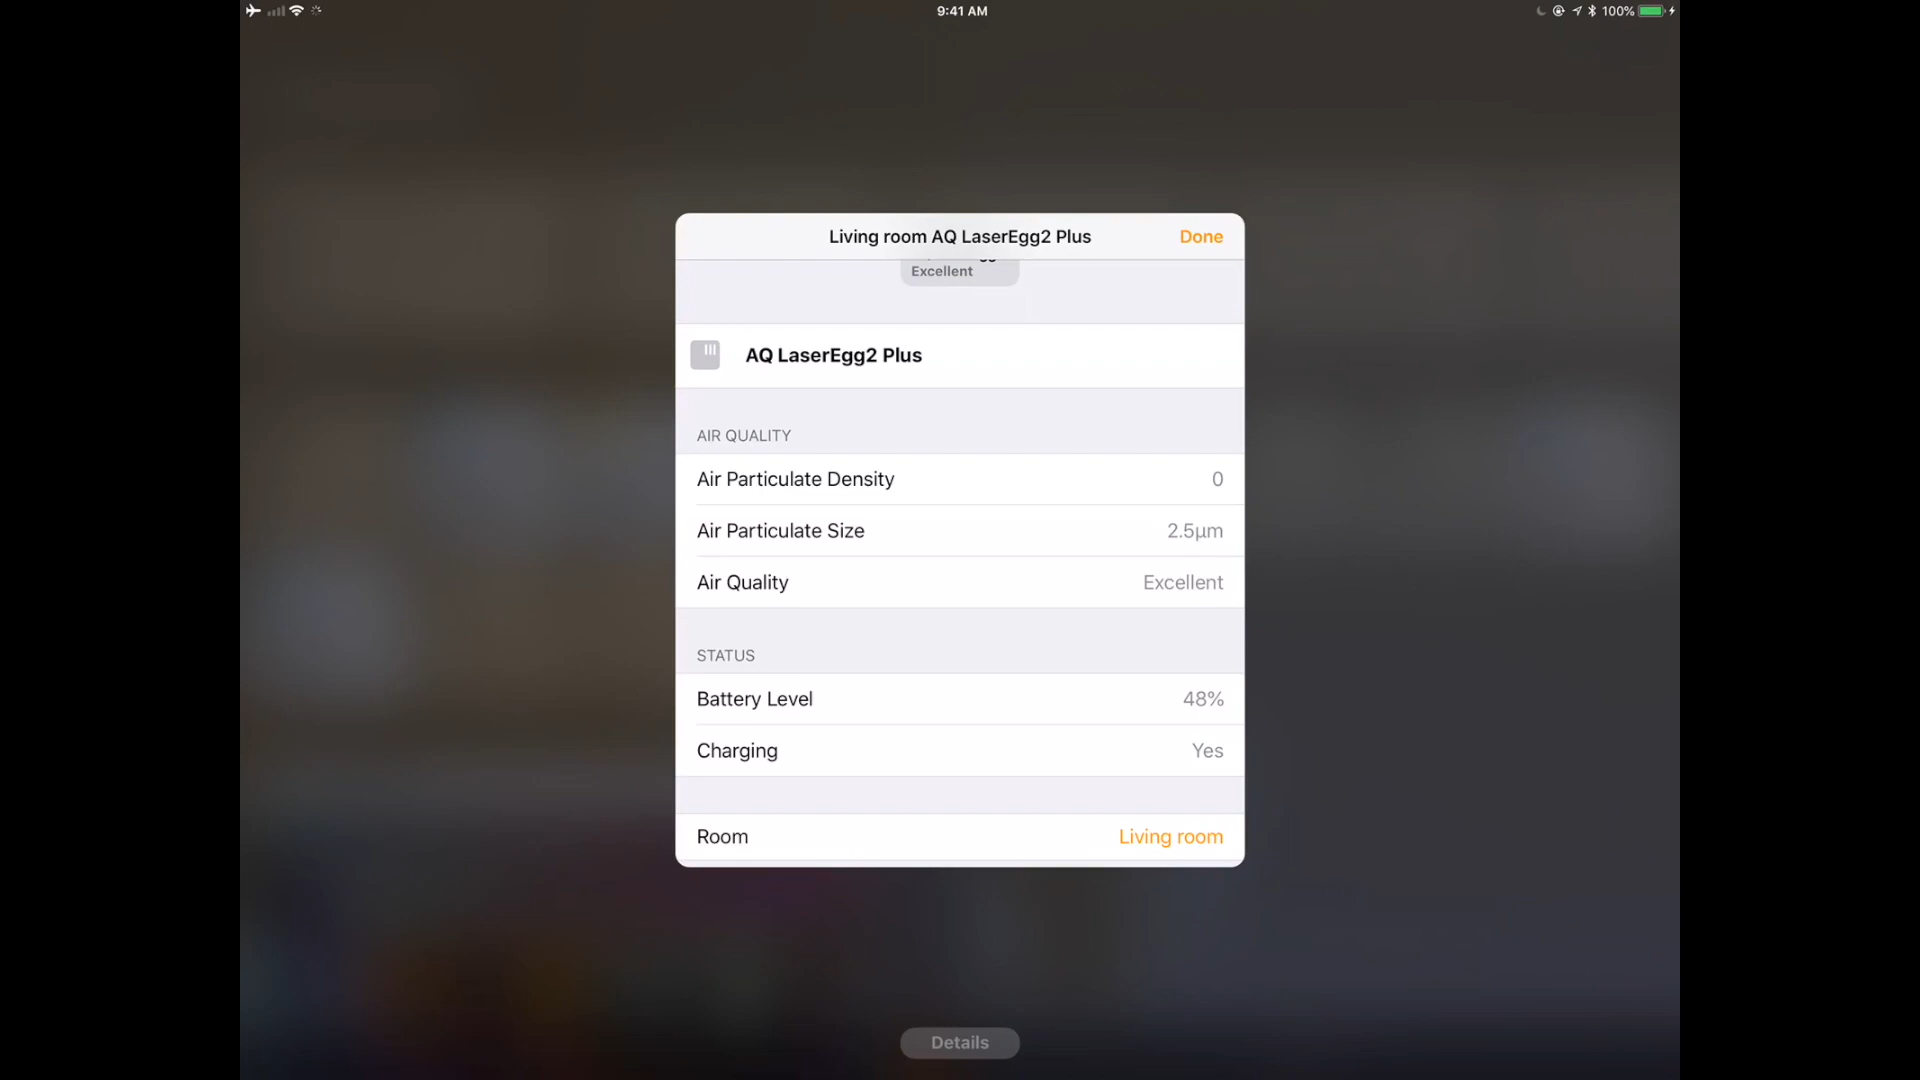 9:41 AM
100%
Living room AQ LaserEgg2 Plus
Done
Excellent
AQ LaserEgg2 Plus
AIR QUALITY
Air Particulate Density
0
Air Particulate Size
2.5µm
Air Quality
Excellent
STATUS
Battery Level
48%
Charging
Yes
Room
Living room
Details